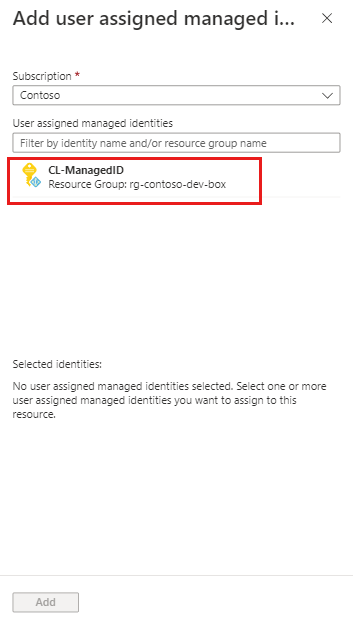 Add user assigned managed i...
Subscription *
Contoso
User assigned managed identities
Filter by identity name and/or resource group name
CL-ManagedID
Resource Group: rg-contoso-dev-box
Selected identities:
No user assigned managed identities selected. Select one or more
user assigned managed identities you want to assign to this
resource.
Add